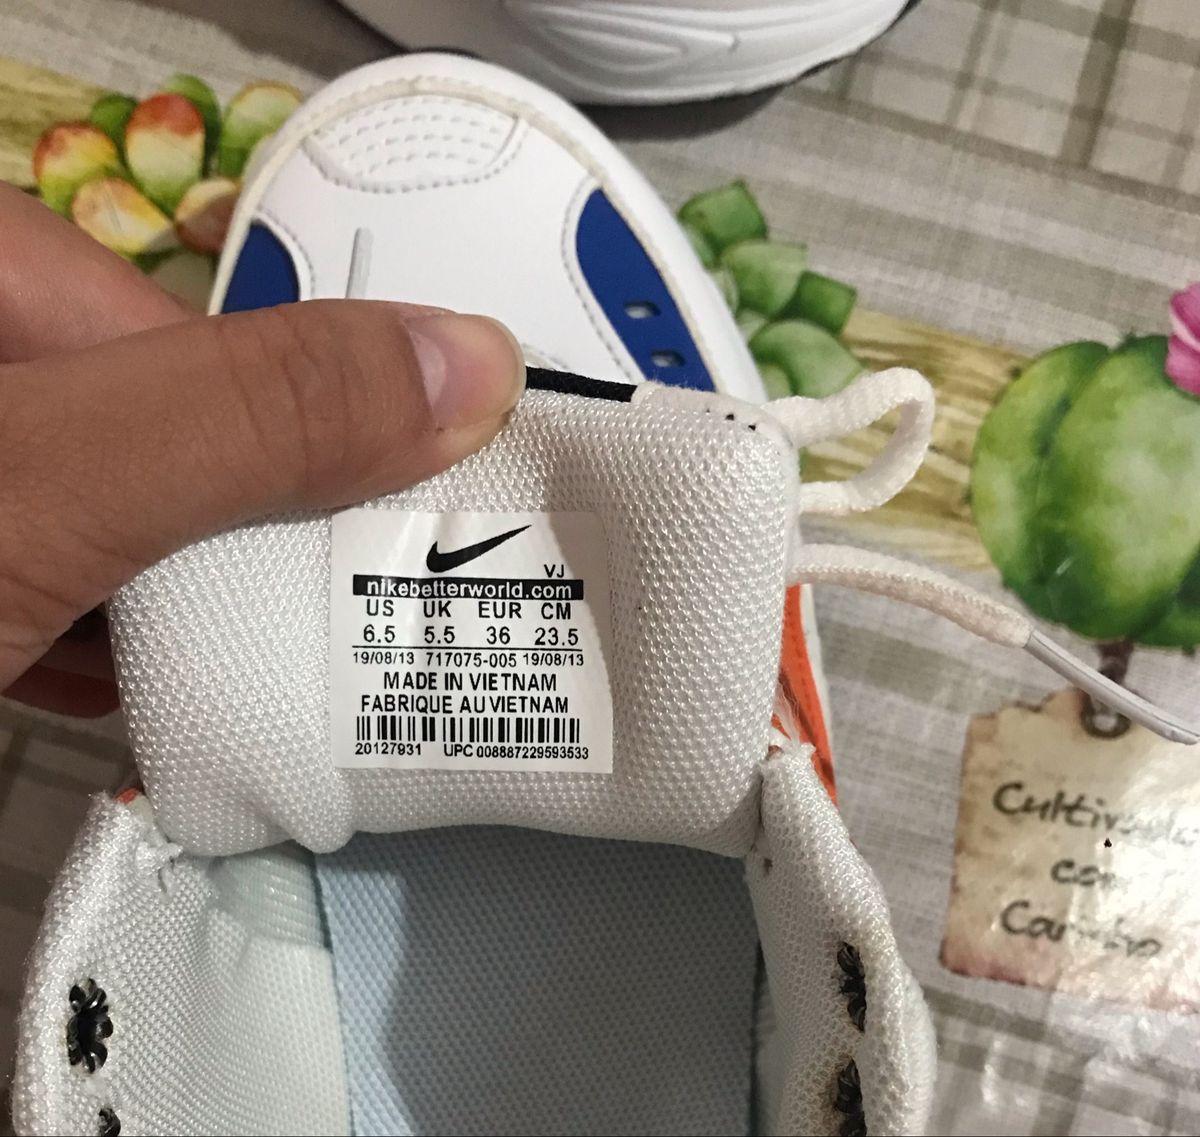 VJ
nikebetterworld.com
US UK EUR CM
6.5 5.5 36 23.5
19/08/13 717075-005 19/08/13
MADE IN VIETNAM
FABRIQUE AU VIETNAM
20127931 UPC 008887229593533